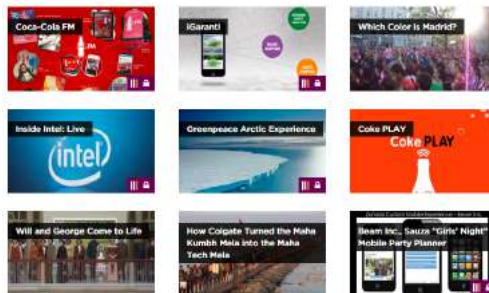 Coca-Cola FM
iGaranti
Which Color is Madrid?
.FM
Inside Intel: Live
Greenpeace Arctic Experience
Coke PLAY
(intel)
Coke PLAY
Will and George Come to Life
How Colgate Turned the Maha
Kumbh Mela into the Maha
Tech Mela
Beam Inc., Sauza "Girls' Night"
Mobile Party Planner